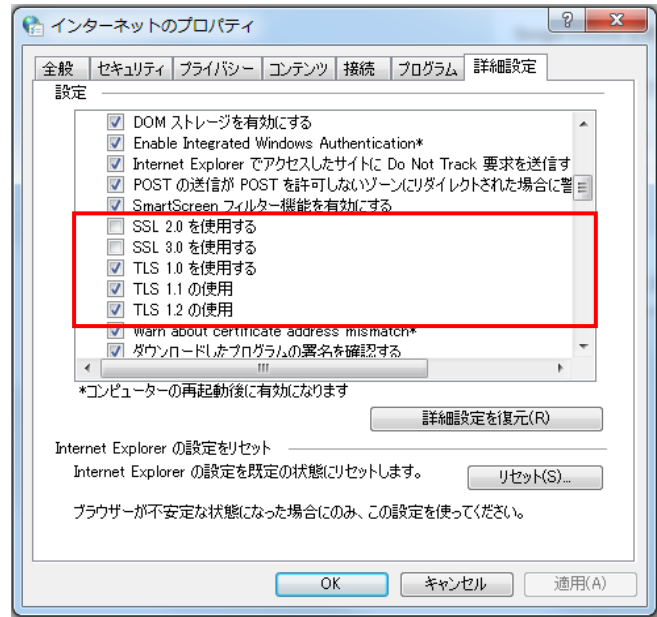 インターネットのプロパティ
全般 セキュリティ プライバシー コンテンツ 接続 プログラム 詳細設定
設定
DOM ストレージを有効にする
Enable Integrated Windows Authentication*
Internet Explorer でアクセスしたサイトに Do Not Track 要求を送信す
POST の送信が POST を許可しないゾーンにリダイレクトされた場合に警
SmartScreen フィルター機能を有効にする
SSL 2.0 を使用する
SSL 3.0 を使用する
TLS 1.0 を使用する
TLS 1.1 の使用
TLS 1.2 の使用
Warn about certificate address mismatch*
ダウンロードしたプログラムの署名を確認する
*コンピューターの再起動後に有効になります
詳細設定を復元(R)
Internet Explorer の設定をリセット
Internet Explorer の設定を既定の状態にリセットします。
リセット(S)...
ブラウザーが不安定な状態になった場合にのみ、この設定を使ってください。
OK キャンセル 適用(A)